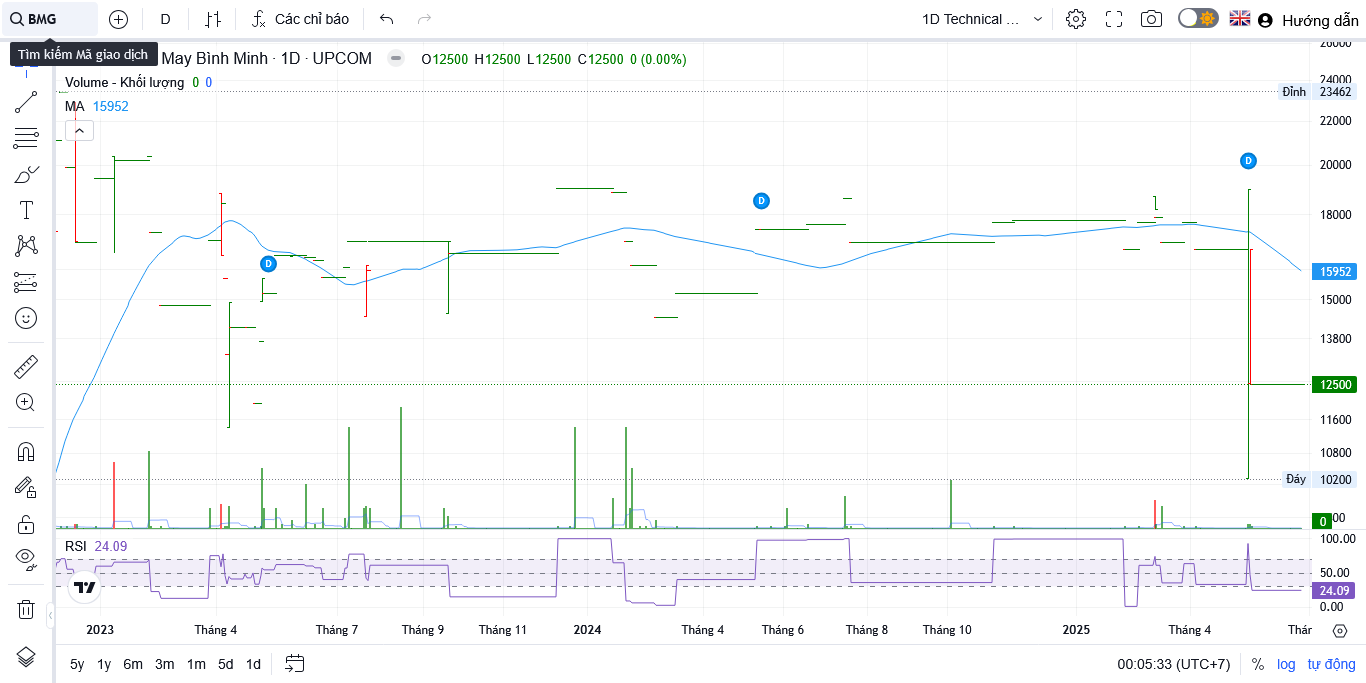 BMG
D
Các chỉ báo
1D Technical ...
Hướng dẫn
Tìm kiếm Mã giao dịch
May Bình Minh · 1D · UPCOM
O12500 H12500 L12500 C12500 0 (0.00%)
Volume - Khối lượng 0 0
MA 15952
26000
24000
Đỉnh 23462
22000
20000
D
D
18000
D
15952
15000
13800
12500
11600
10800
Đáy 10200
0
00
RSI 24.09
100.00
50.00
24.09
0.00
2023 Tháng 4 Tháng 7 Tháng 9 Tháng 11 2024 Tháng 4 Tháng 6 Tháng 8 Tháng 10 2025 Tháng 4 Thár
5y 1y 6m 3m 1m 5d 1d
00:05:33 (UTC+7) % log tự động